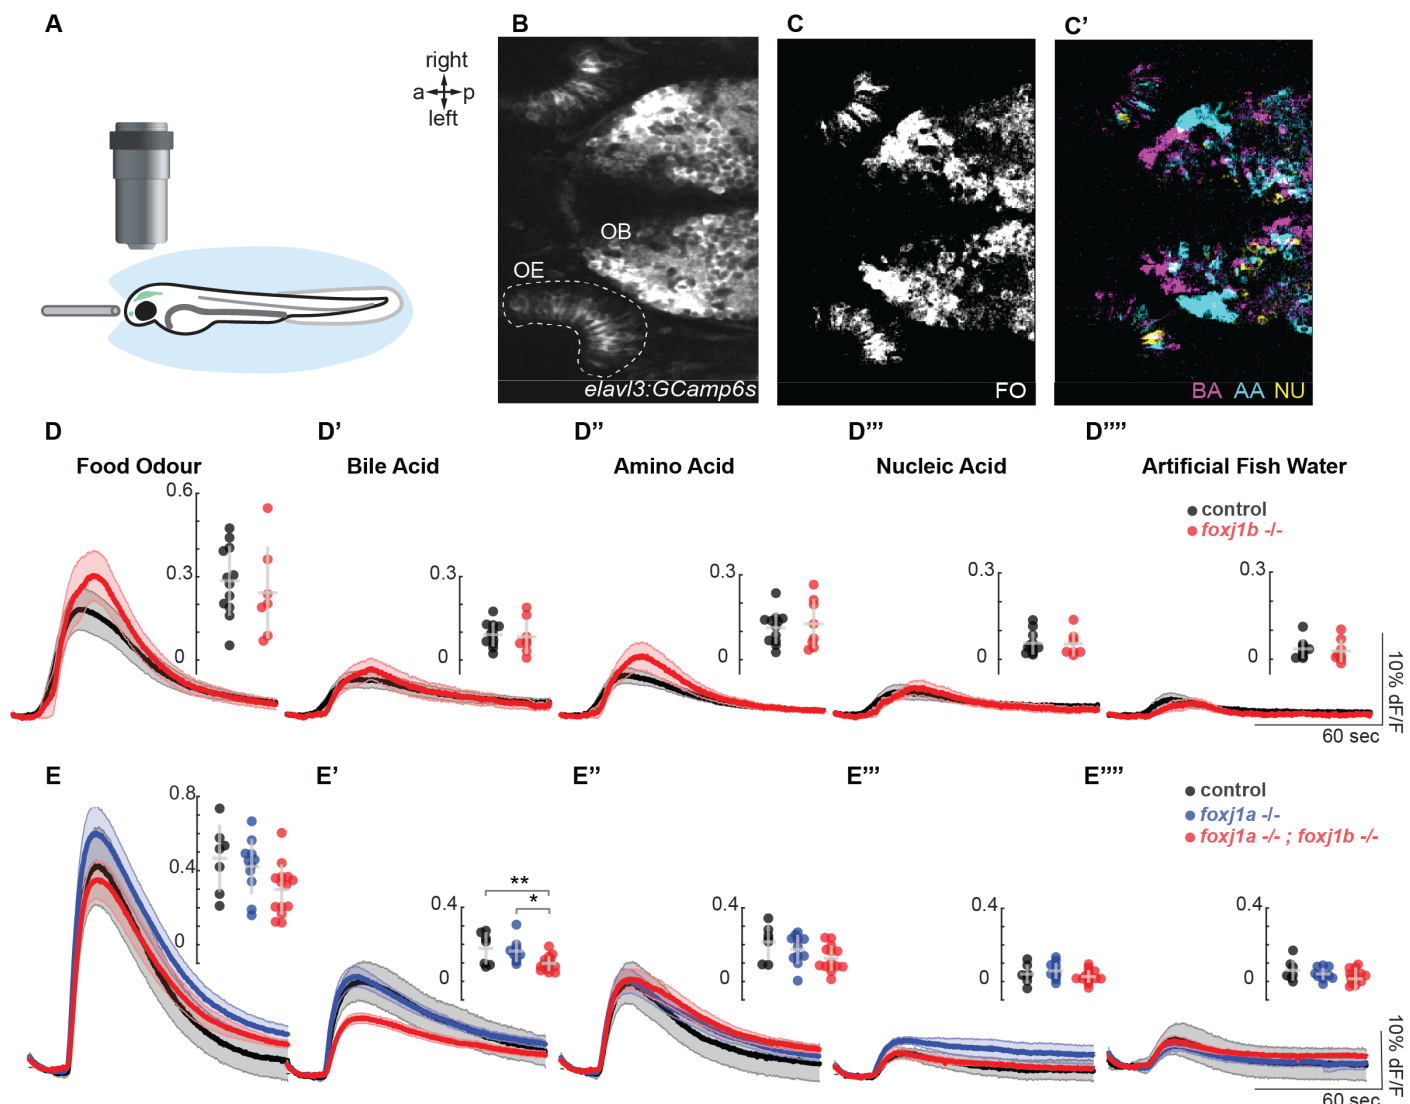 A
B
C
C’
right
a p
left
OB
OE
elavl3:GCamp6s
FO
BA AA NU
D
D’
D’’
D’’’
D’’’’
Food Odour
Bile Acid
Amino Acid
Nucleic Acid
Artificial Fish Water
control
foxj1b -/-
0.6
0.3
0
0.3
0
0.3
0
0.3
0
0.3
0
10% dF/F
60 sec
E
E’
E’’
E’’’
E’’’’
control
foxj1a -/-
foxj1a -/- ; foxj1b -/-
0.8
0.4
0
**
*
0.4
0
0.4
0
0.4
0
0.4
0
10% dF/F
60 sec